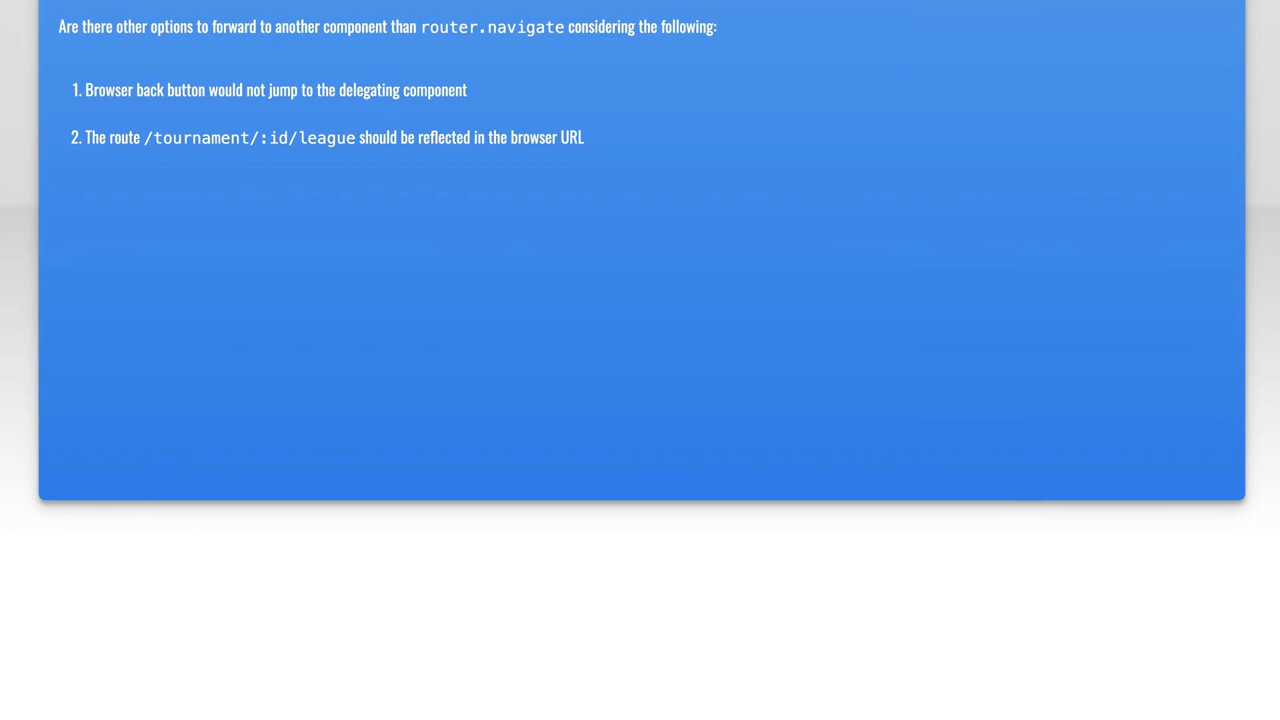 Are there other options to forward to another component than router.navigate considering the following:
1. Browser back button would not jump to the delegating component
2. The route /tournament/:id/league should be reflected in the browser URL